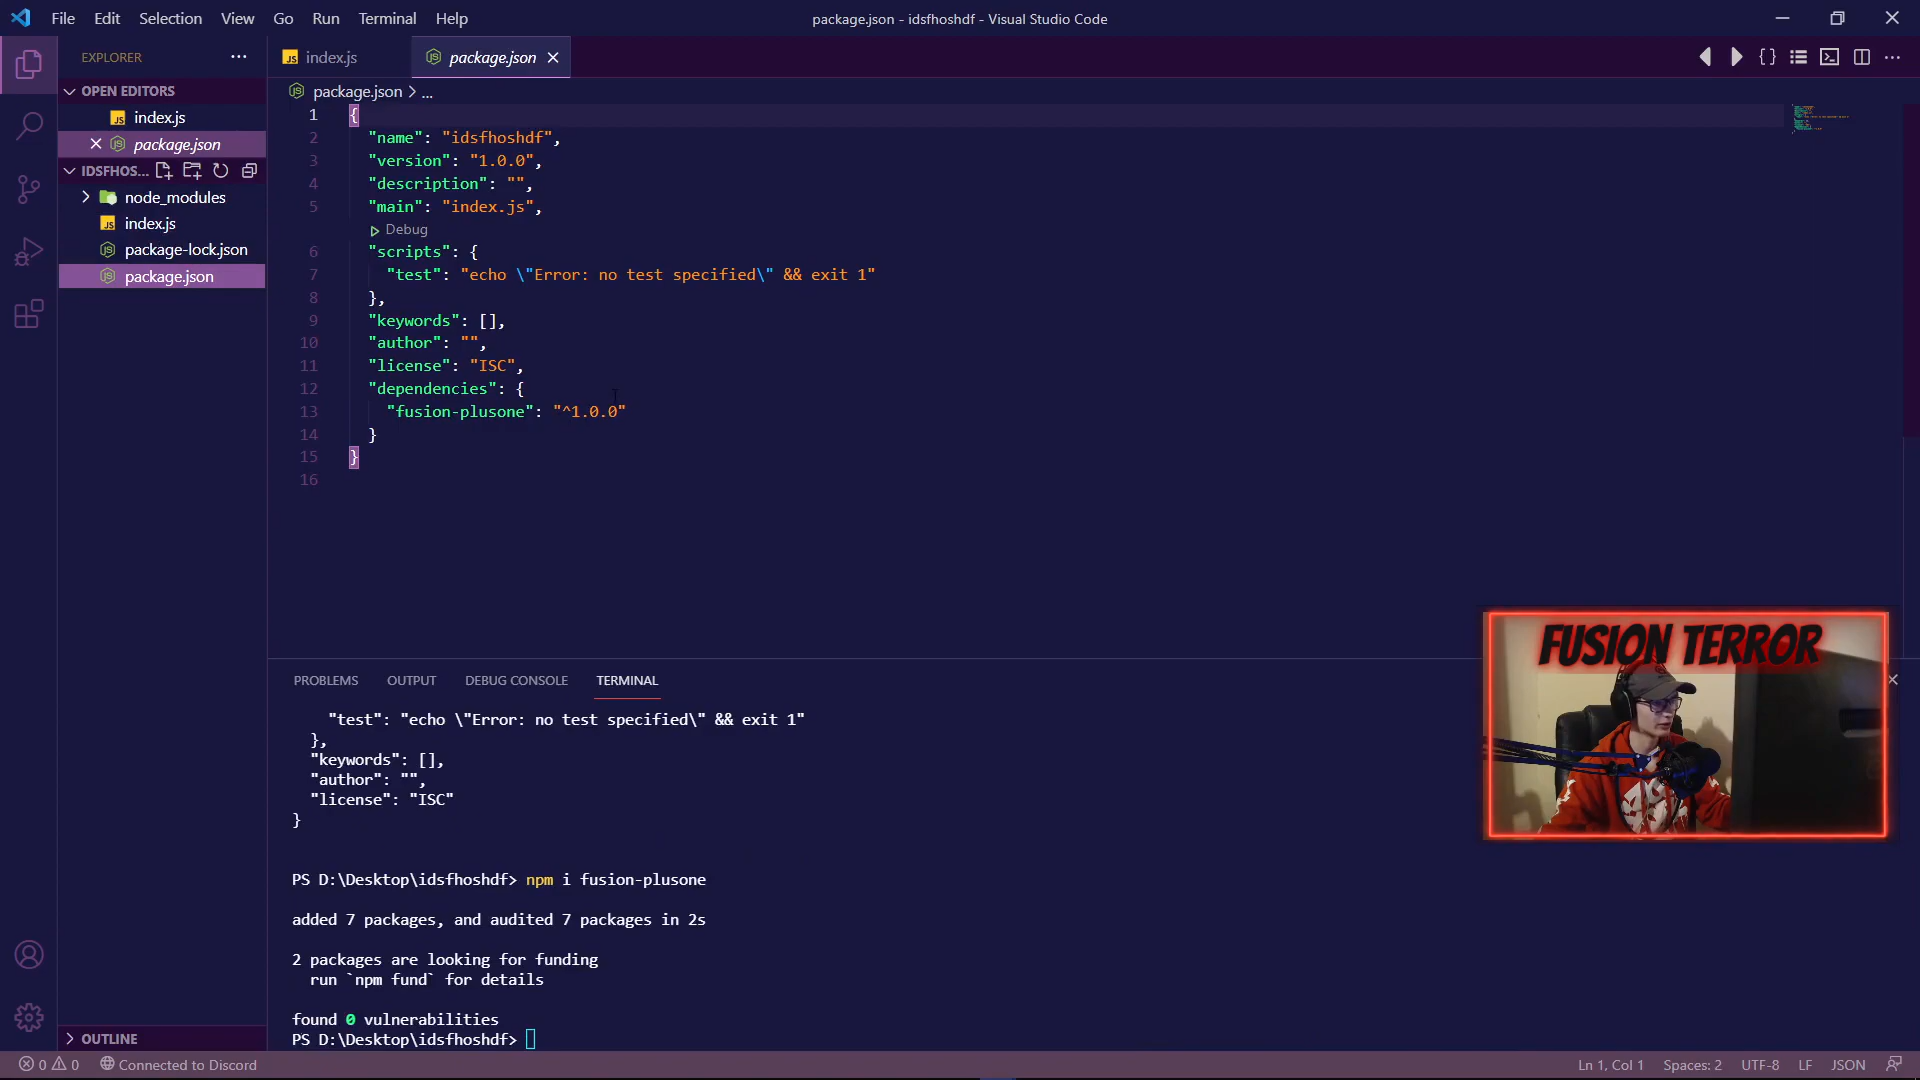 File Edit Selection View Go Run Terminal Help
package.json - idsfhoshdf - Visual Studio Code
EXPLORER
OPEN EDITORS
index.js
package.json
IDSFHOS...
node_modules
index.js
package-lock.json
package.json
OUTLINE
index.js
package.json
package.json > ...
1 {
2 "name": "idsfhoshdf",
3 "version": "1.0.0",
4 "description": "",
5 "main": "index.js",
Debug
6 "scripts": {
7 "test": "echo \"Error: no test specified\" && exit 1"
8 },
9 "keywords": [],
10 "author": "",
11 "license": "ISC",
12 "dependencies": {
13 "fusion-plusone": "^1.0.0"
14 }
15 }
16
PROBLEMS OUTPUT DEBUG CONSOLE TERMINAL
"test": "echo \"Error: no test specified\" && exit 1"
},
"keywords": [],
"author": "",
"license": "ISC"
}
PS D:\Desktop\idsfhoshdf> npm i fusion-plusone
added 7 packages, and audited 7 packages in 2s
2 packages are looking for funding
run `npm fund` for details
found 0 vulnerabilities
PS D:\Desktop\idsfhoshdf>
FUSION TERROR
0 0 Connected to Discord
Ln 1, Col 1 Spaces: 2 UTF-8 LF JSON